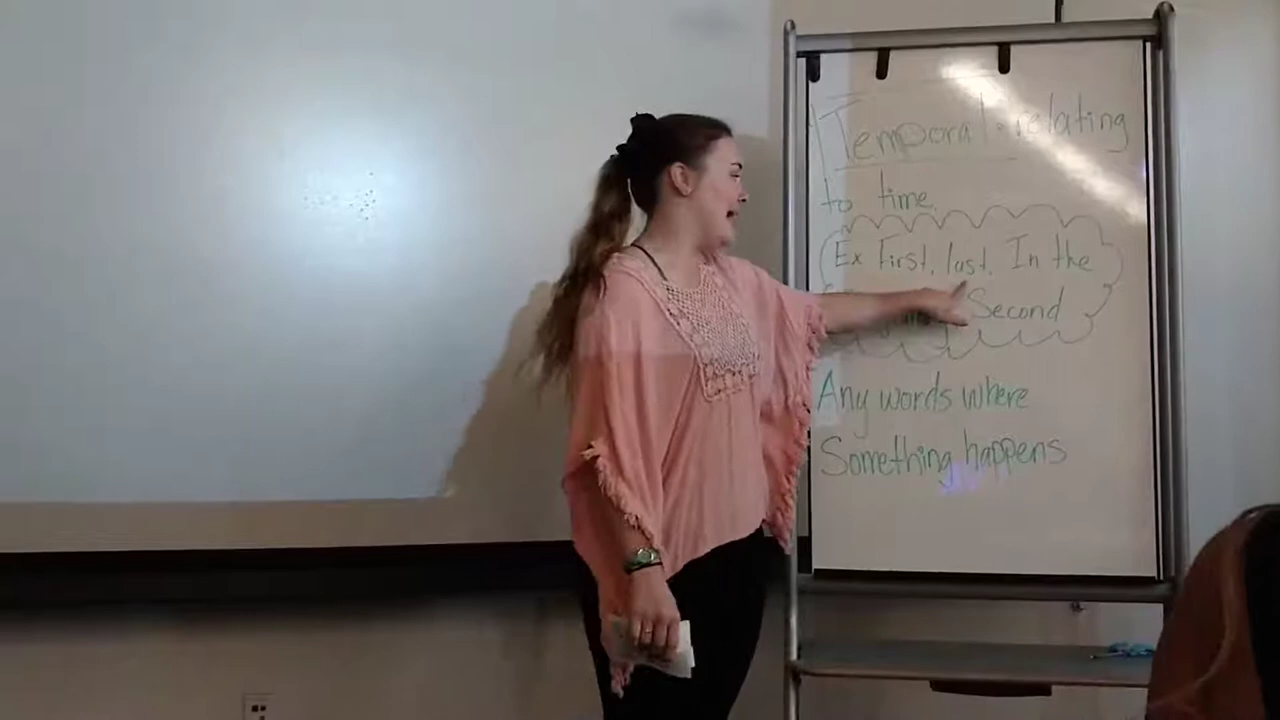 Temporal - relating
to time.
Ex First, last, In the
Second
Any words where
Something happens